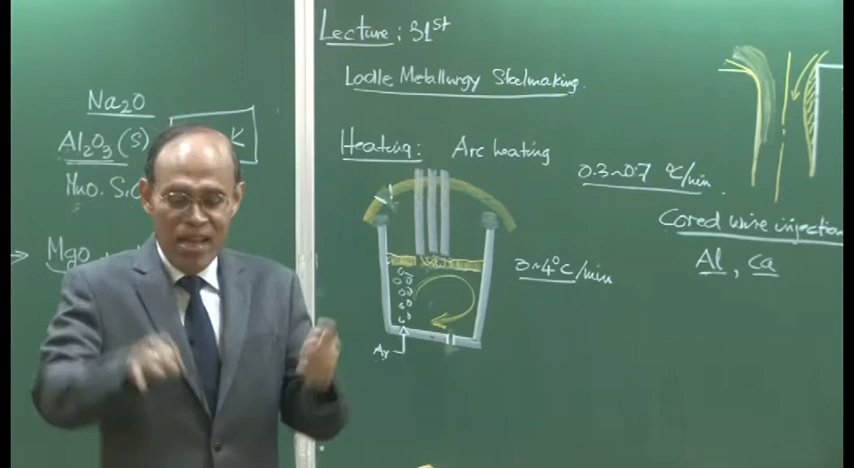 Na2O
Al2O3 (S)
K
MnO. SiO
MgO
Lecture: 31st
Ladle Metallurgy Steelmaking.
Heating: Arc heating
0.3~0.7 °C/min.
3~4°C/min
Ar
Cored wire injection
Al, Ca